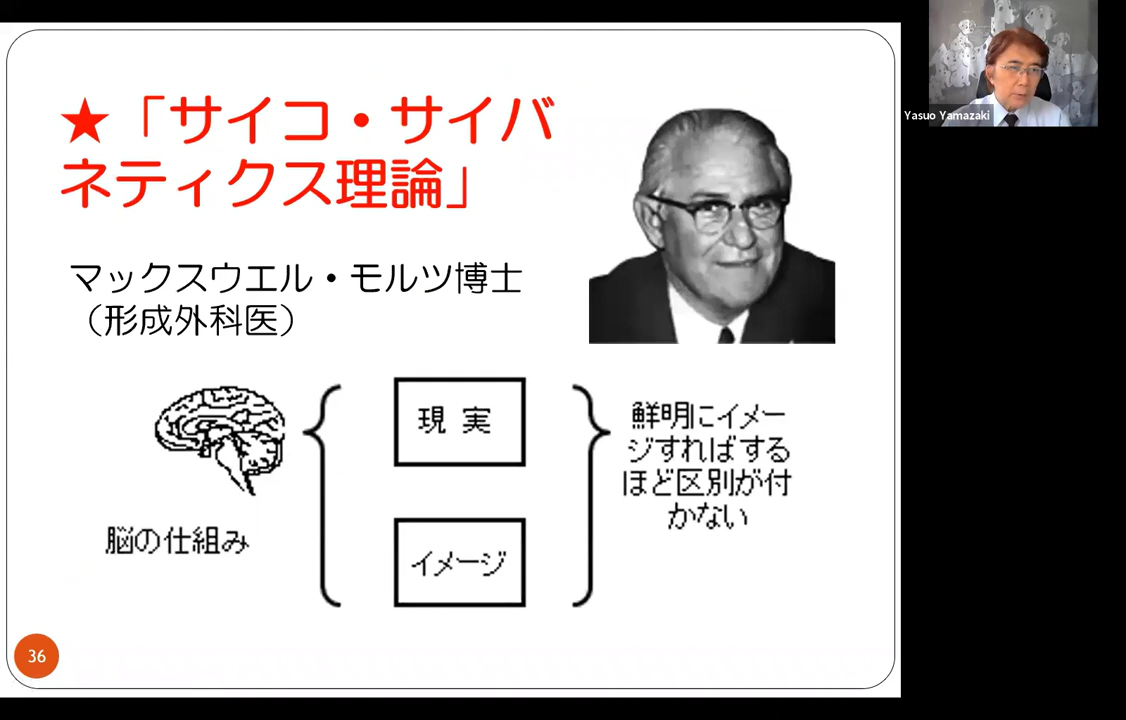 ★「サイコ・サイバ
ネティクス理論」
マックスウエル・モルツ博士
（形成外科医）
脳の仕組み
現 実
イメージ
鮮明にイメー
ジすればする
ほど区別が付
かない
36
Yasuo Yamazaki